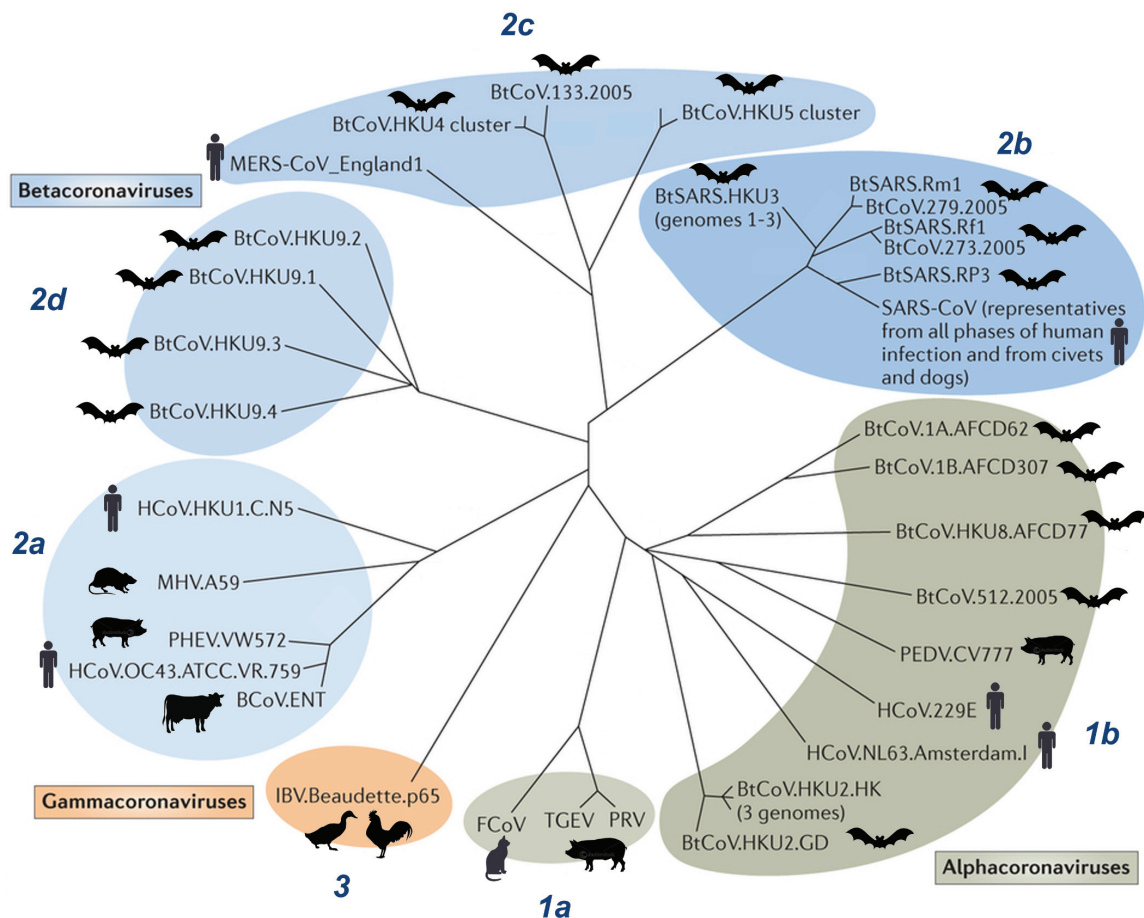 2c
BtCoV.133.2005
BtCoV.HKU4 cluster
BtCoV.HKU5 cluster
MERS-CoV_England1
Betacoronaviruses
2b
BtSARS.HKU3
(genomes 1-3)
BtSARS.Rm1
BtCoV.279.2005
BtSARS.Rf1
BtCoV.273.2005
BtSARS.RP3
SARS-CoV (representatives
from all phases of human
infection and from civets
and dogs)
2d
BtCoV.HKU9.2
BtCoV.HKU9.1
BtCoV.HKU9.3
BtCoV.HKU9.4
2a
HCoV.HKU1.C.N5
MHV.A59
PHEV.VW572
HCoV.OC43.ATCC.VR.759
BCoV.ENT
BtCoV.1A.AFCD62
BtCoV.1B.AFCD307
BtCoV.HKU8.AFCD77
BtCoV.512.2005
PEDV.CV777
HCoV.229E
HCoV.NL63.Amsterdam.I
1b
BtCoV.HKU2.HK
(3 genomes)
BtCoV.HKU2.GD
Alphacoronaviruses
Gammacoronaviruses
IBV.Beaudette.p65
3
FCoV
TGEV
PRV
1a